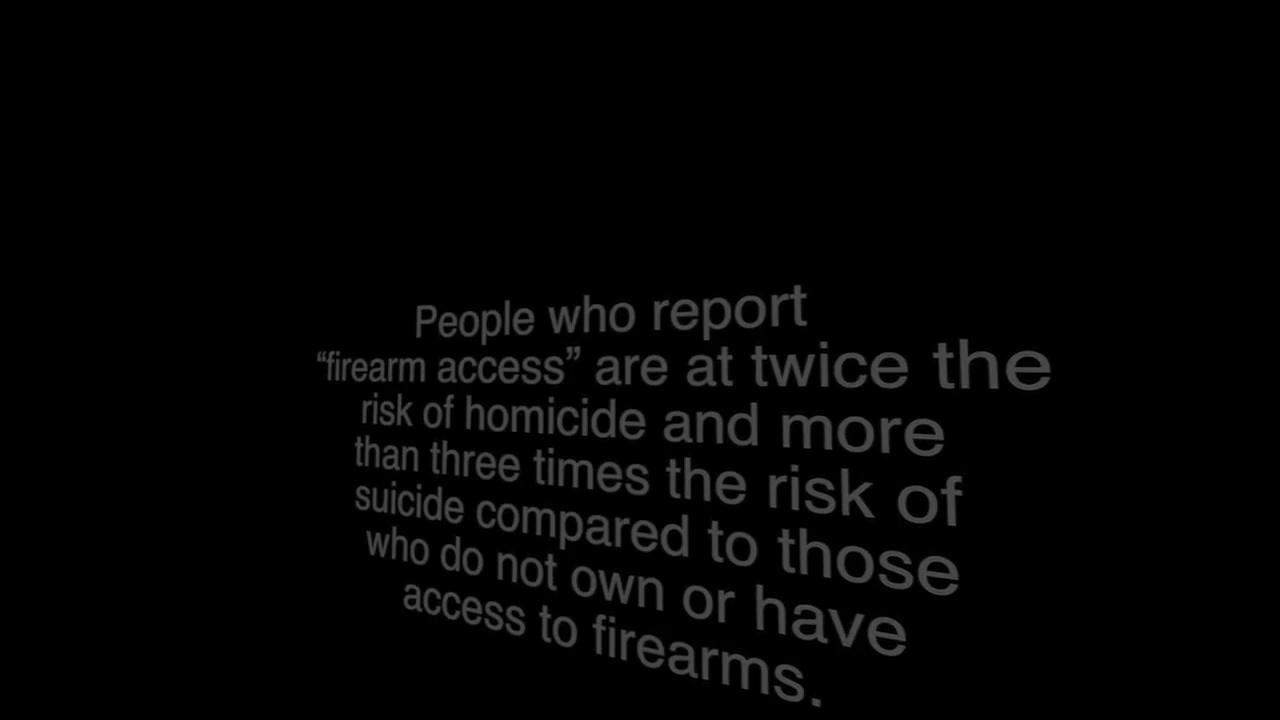 People who report
“firearm access” are at twice the
risk of homicide and more
than three times the risk of
suicide compared to those
who do not own or have
access to firearms.